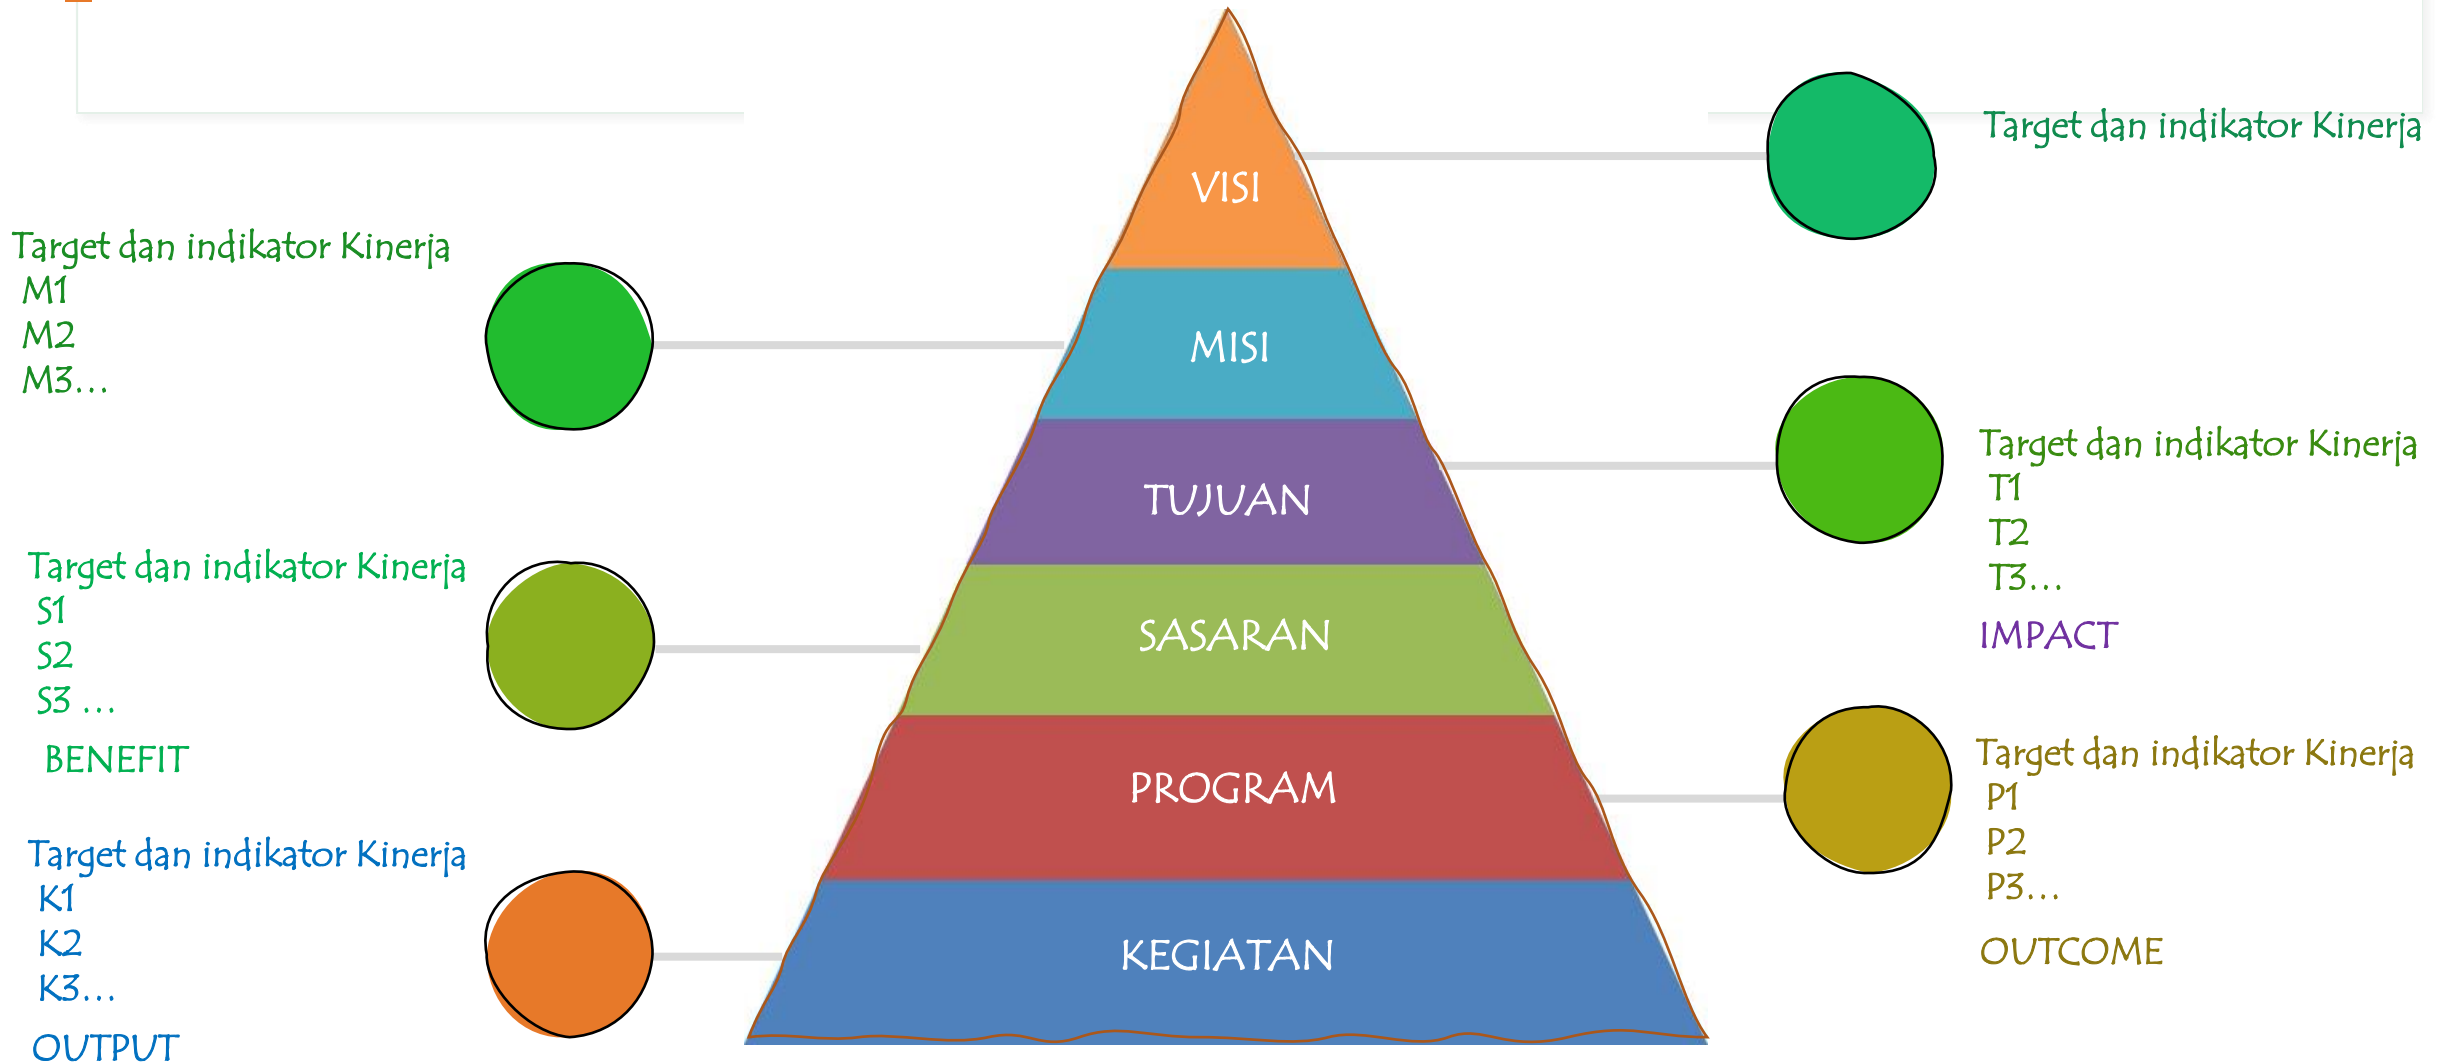 VISI
Target dan indikator Kinerja
Target dan indikator Kinerja
M1
M2
M3...
MISI
TUJUAN
Target dan indikator Kinerja
T1
T2
T3...
IMPACT
Target dan indikator Kinerja
S1
S2
S3 ...
BENEFIT
SASARAN
PROGRAM
Target dan indikator Kinerja
P1
P2
P3...
OUTCOME
Target dan indikator Kinerja
K1
K2
K3...
OUTPUT
KEGIATAN